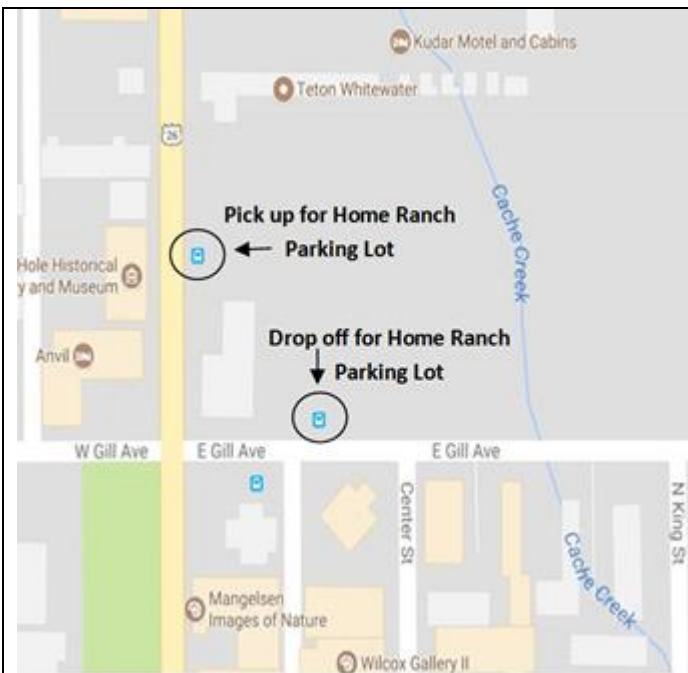 Kudar Motel and Cabins
Teton Whitewater
26
Pick up for Home Ranch
Parking Lot
Cache Creek
Hole Historical
y and Museum
Drop off for Home Ranch
Parking Lot
Anvil
W Gill Ave
E Gill Ave
E Gill Ave
Center St
N King St
Cache Creek
Mangelsen
Images of Nature
Wilcox Gallery II